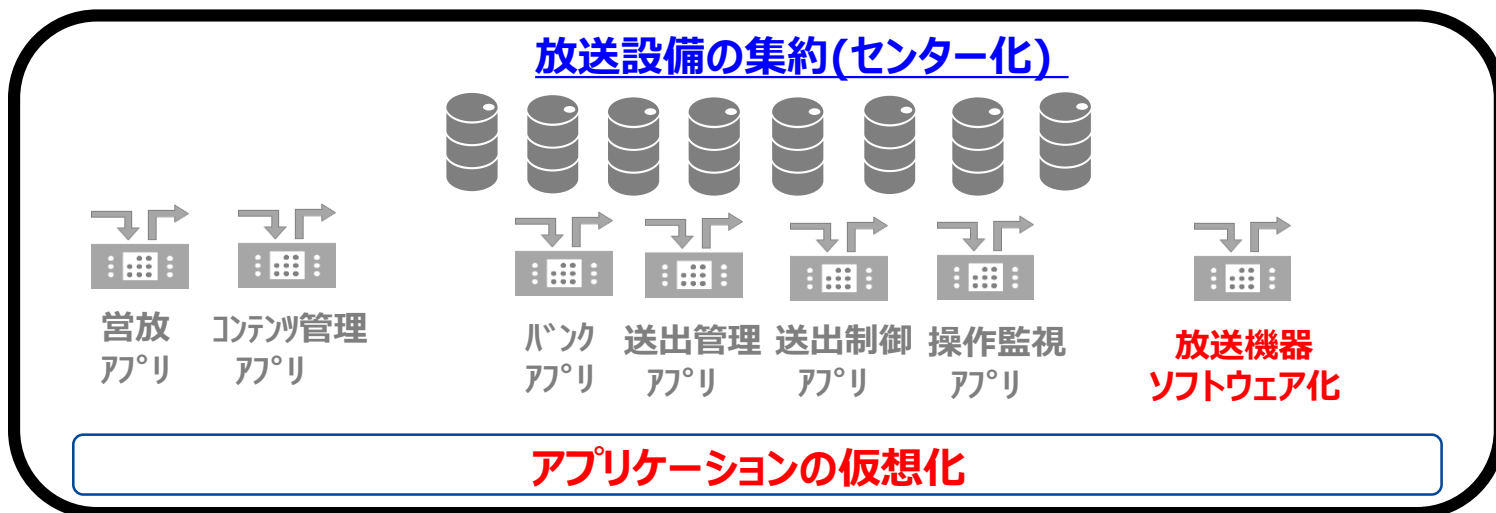 放送設備の集約(センター化)
営放
ｱﾌﾟﾘ
ｺﾝﾃﾝﾂ管理
ｱﾌﾟﾘ
ﾊﾞﾝｸ
ｱﾌﾟﾘ
送出管理
ｱﾌﾟﾘ
送出制御
ｱﾌﾟﾘ
操作監視
ｱﾌﾟﾘ
放送機器
ソフトウェア化
アプリケーションの仮想化